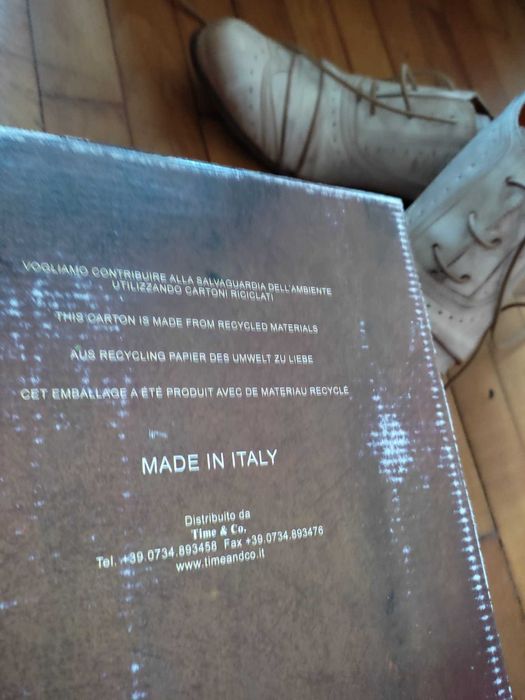 VOGLIAMO CONTRIBUIRE ALLA SALVAGUARDIA DELL'AMBIENTE
UTILIZZANDO CARTONI RICICLATI
THIS CARTON IS MADE FROM RECYCLED MATERIALS
AUS RECYCLING PAPIER DES UMWELT ZU LIEBE
CET EMBALLAGE A ÉTÉ PRODUIT AVEC DE MATERIAU RECYCLÉ
MADE IN ITALY
Distribuito da
Time & Co.
Tel. +39.0734.893458 Fax +39.0734.893476
www.timeandco.it